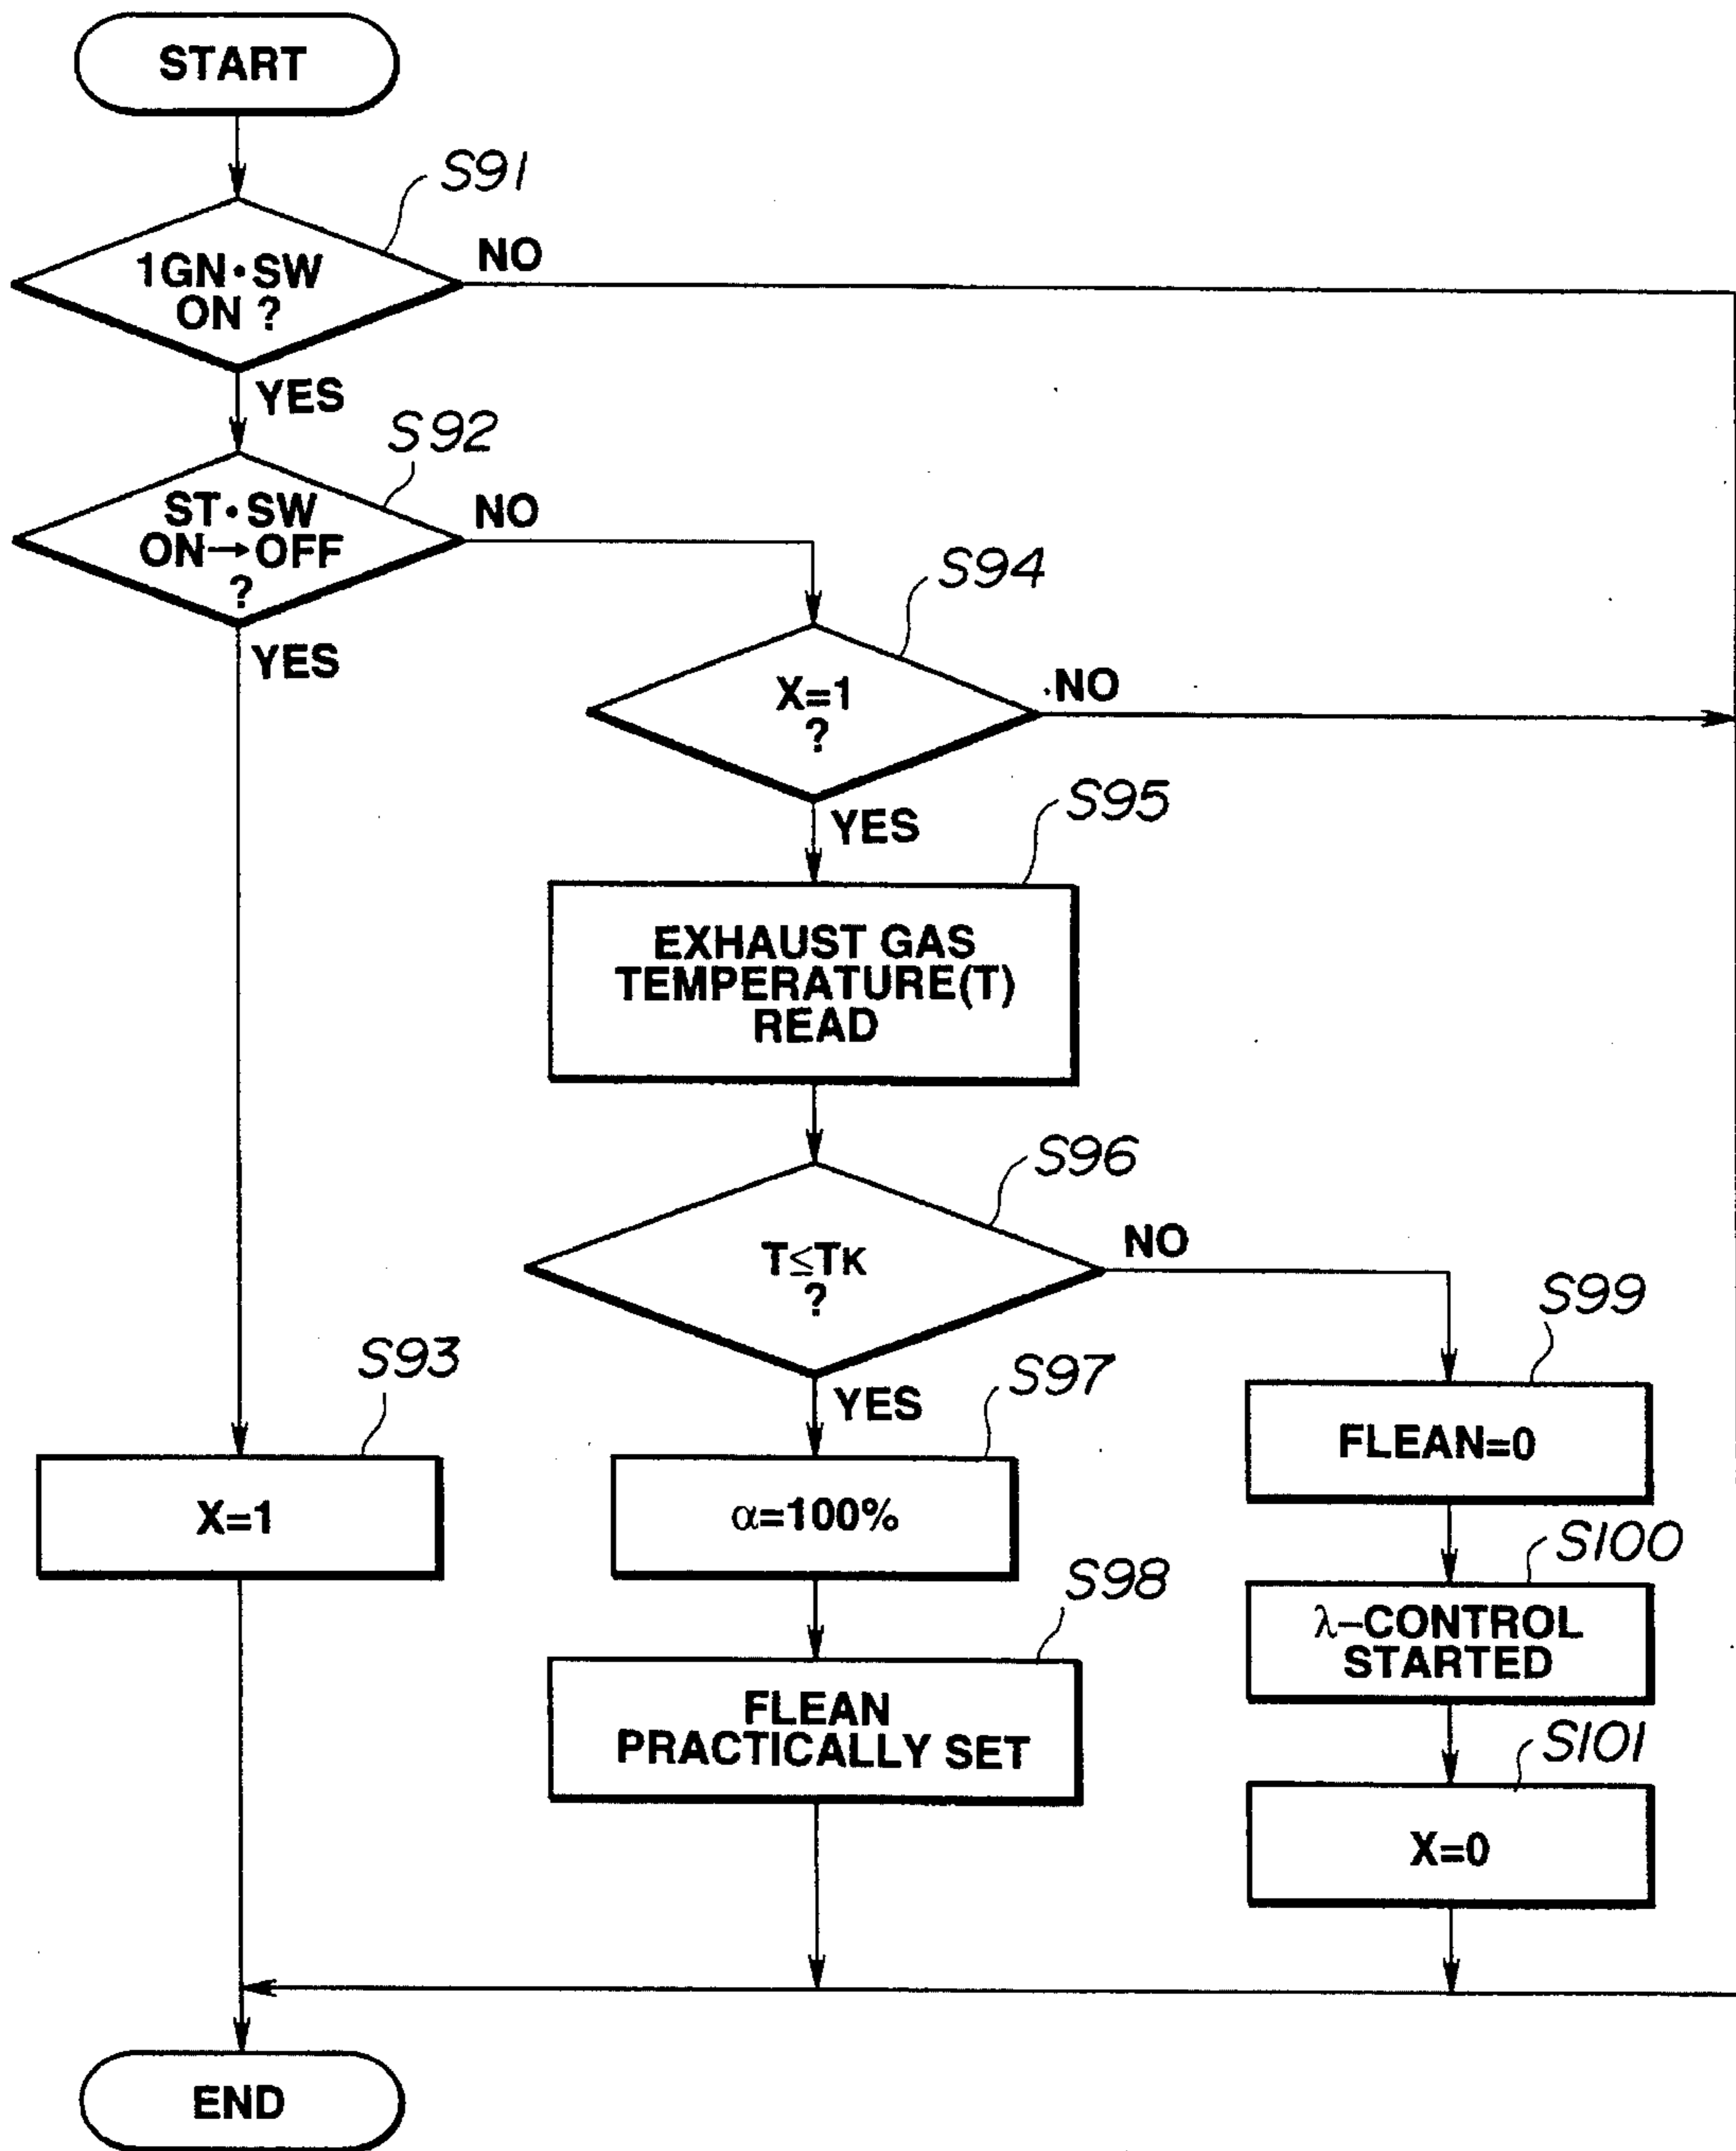 START
S91
1GN•SW
ON ?
NO
YES
S92
ST•SW
ON→OFF
?
NO
YES
S94
X=1
?
NO
YES
S95
EXHAUST GAS
TEMPERATURE(T)
READ
S96
T≦TK
?
NO
YES
S93
X=1
S97
α=100%
S98
FLEAN
PRACTICALLY SET
S99
FLEAN=0
S100
λ-CONTROL
STARTED
S101
X=0
END